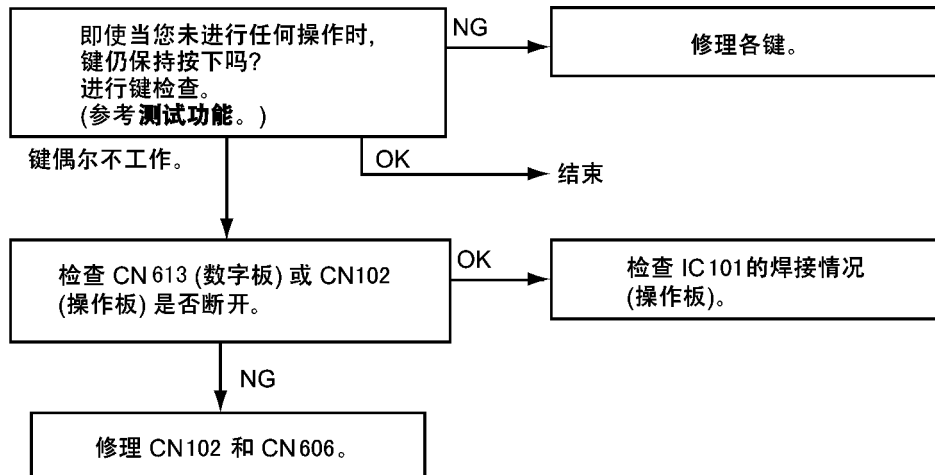 即使当您未进行任何操作时,
键仍保持按下吗?
进行键检查。
(参考测试功能。)
NG
修理各键。
键偶尔不工作。
OK
结束
检查 CN613 (数字板) 或 CN102
(操作板) 是否断开。
OK
检查 IC101的焊接情况
(操作板)。
NG
修理 CN102 和 CN606。